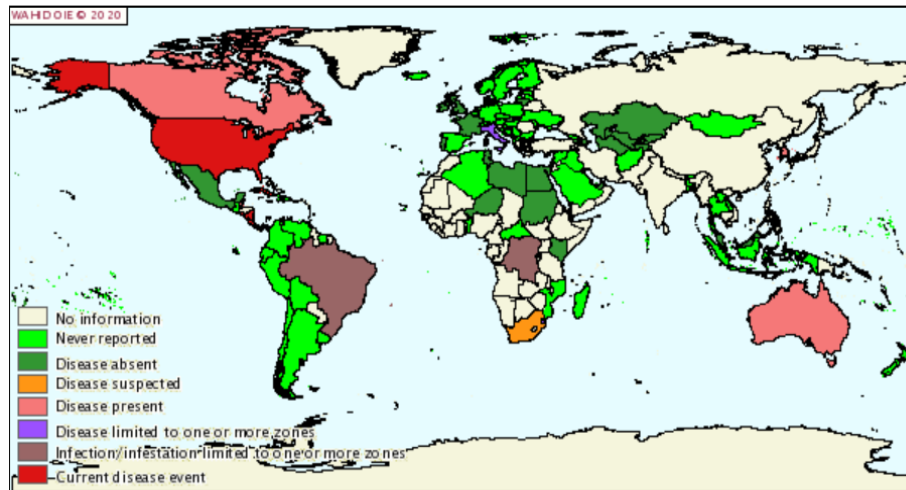 WAHID OIE © 2020
No information
Never reported
Disease absent
Disease suspected
Disease present
Disease limited to one or more zones
Infection/infestation limited to one or more zones
Current disease event